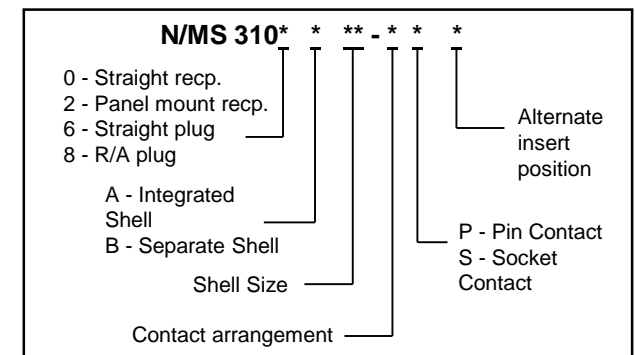 N/MS 310* * ** - * * *
0 - Straight recp.
2 - Panel mount recp.
6 - Straight plug
8 - R/A plug
A - Integrated
Shell
B - Separate Shell
Shell Size
Contact arrangement
Alternate
insert
position
P - Pin Contact
S - Socket
Contact